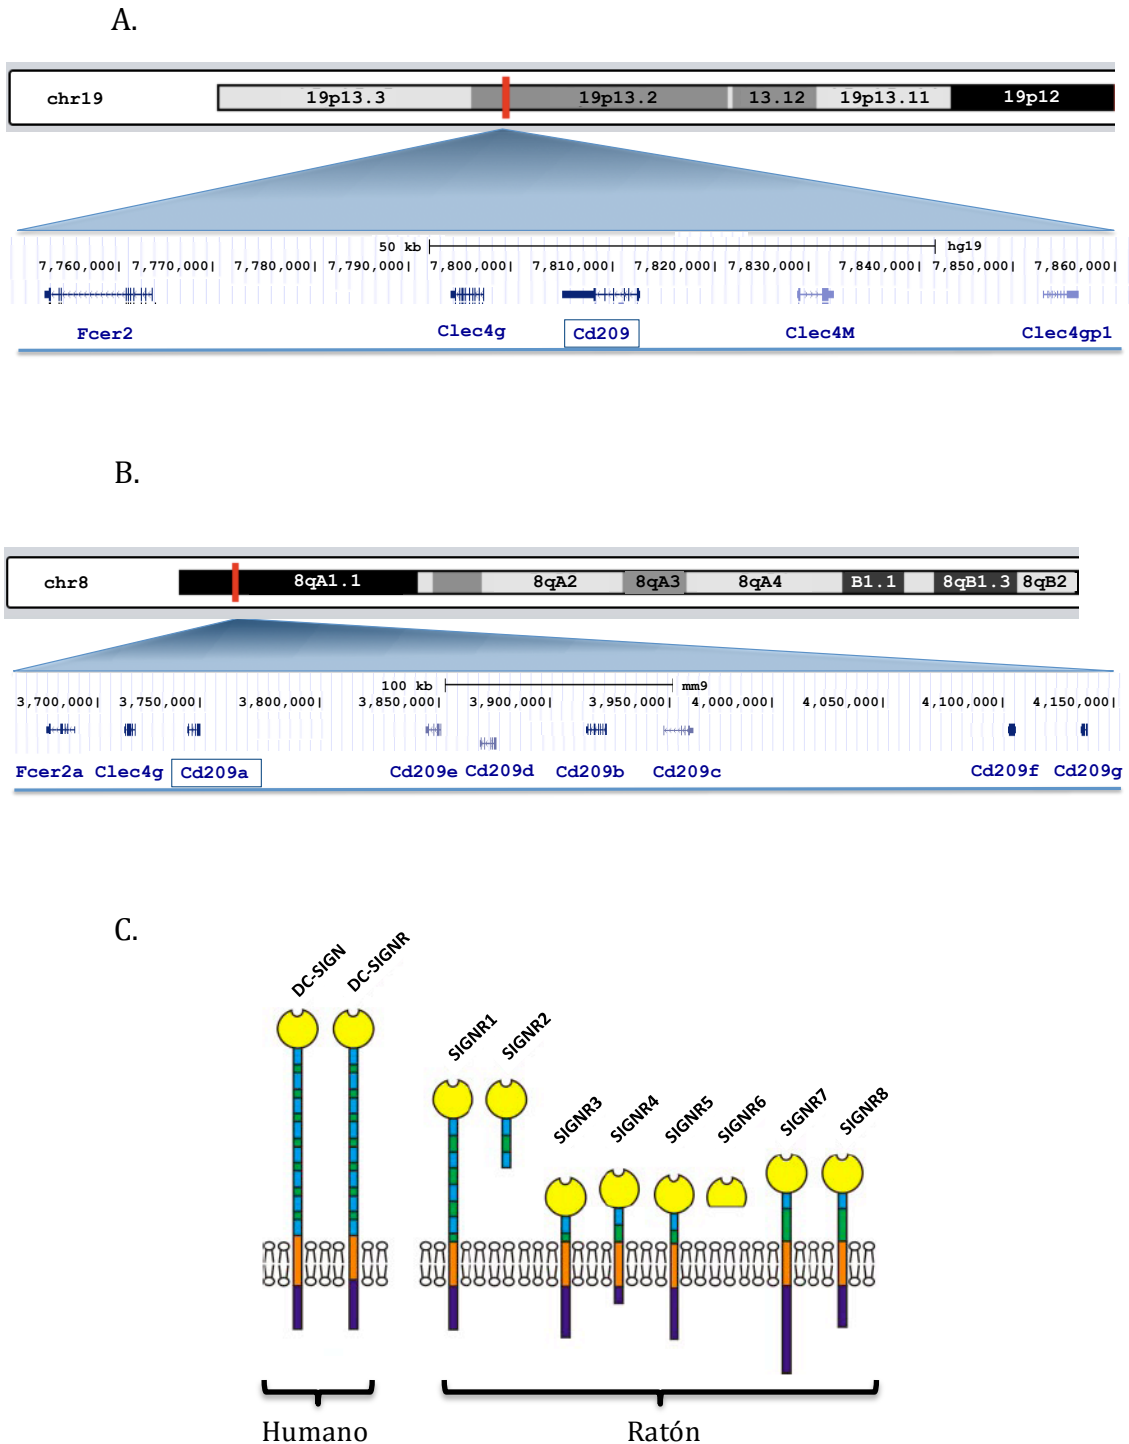 A.
chr19 19p13.3 19p13.2 13.12 19p13.11 19p12
50 kb hg19
7,760,000| 7,770,000| 7,780,000| 7,790,000| 7,800,000| 7,810,000| 7,820,000| 7,830,000| 7,840,000| 7,850,000| 7,860,000|
Fcer2 Clec4g Cd209 Clec4M Clec4gp1
B.
chr8 8qA1.1 8qA2 8qA3 8qA4 B1.1 8qB1.3 8qB2
100 kb mm9
3,700,000| 3,750,000| 3,800,000| 3,850,000| 3,900,000| 3,950,000| 4,000,000| 4,050,000| 4,100,000| 4,150,000|
Fcer2a Clec4g Cd209a Cd209e Cd209d Cd209b Cd209c Cd209f Cd209g
C.
DC-SIGN DC-SIGNR
SIGNR1 SIGNR2
SIGNR3 SIGNR4 SIGNR5 SIGNR6 SIGNR7 SIGNR8
Humano Ratón